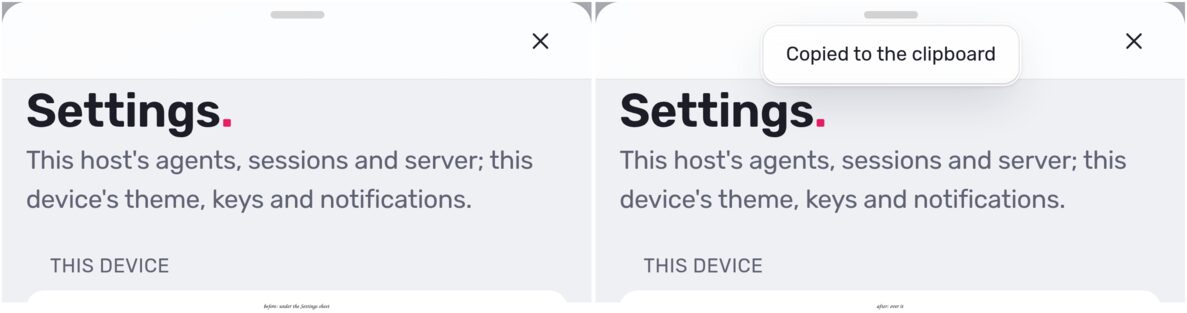 Settings.
This host's agents, sessions and server; this
device's theme, keys and notifications.
THIS DEVICE
before: under the Settings sheet
Copied to the clipboard
Settings.
This host's agents, sessions and server; this
device's theme, keys and notifications.
THIS DEVICE
after: over it